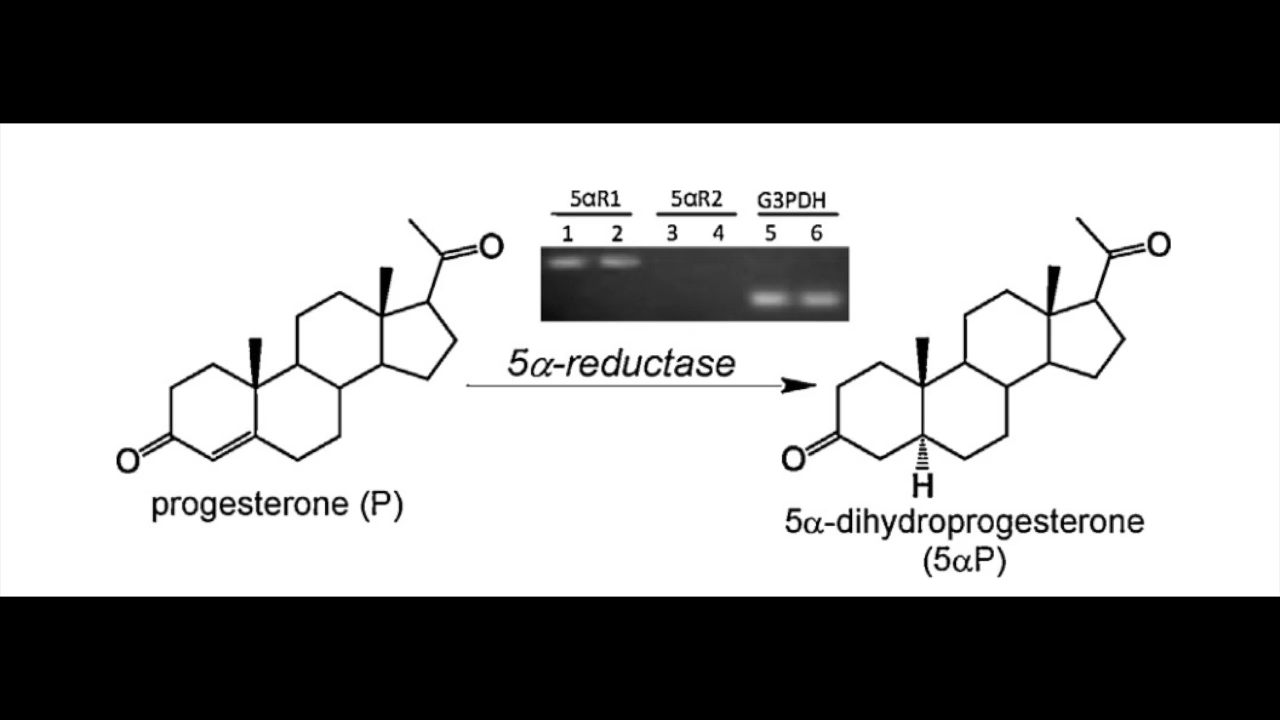 5αR1 5αR2 G3PDH
1 2 3 4 5 6
O
O
5α-reductase
O
O
H
progesterone (P)
5α-dihydroprogesterone
(5αP)